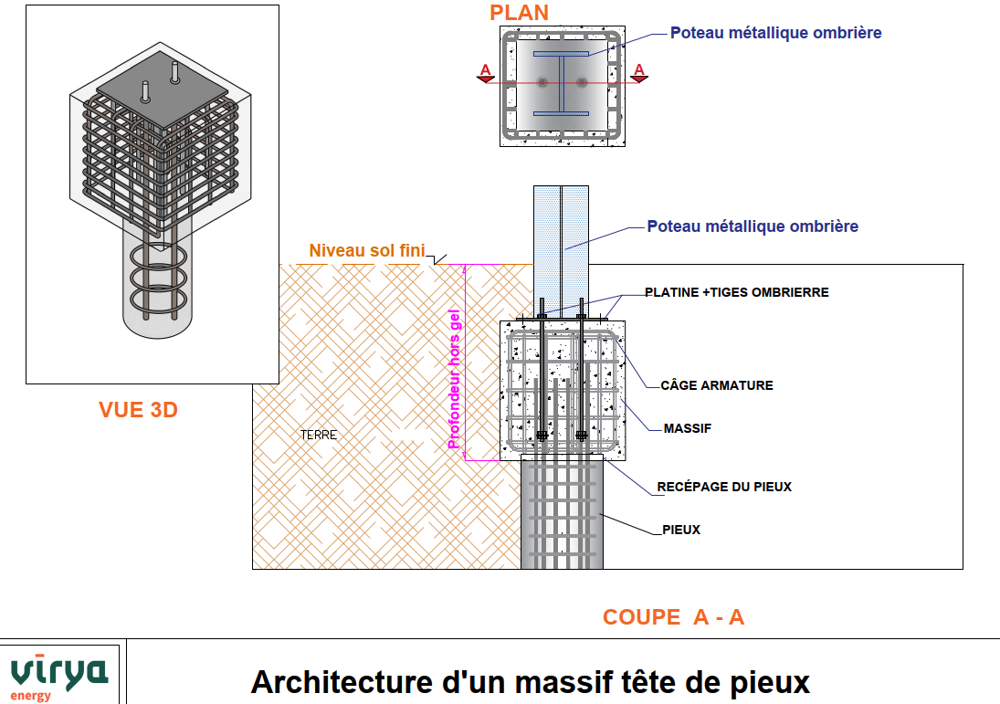 PLAN
Poteau métallique ombrière
A
A
Poteau métallique ombrière
Niveau sol fini
PLATINE +TIGES OMBRIERRE
Profondeur hors gel
CÂGE ARMATURE
VUE 3D
MASSIF
TERRE
RECÉPAGE DU PIEUX
PIEUX
COUPE A - A
virya
energy
Architecture d'un massif tête de pieux